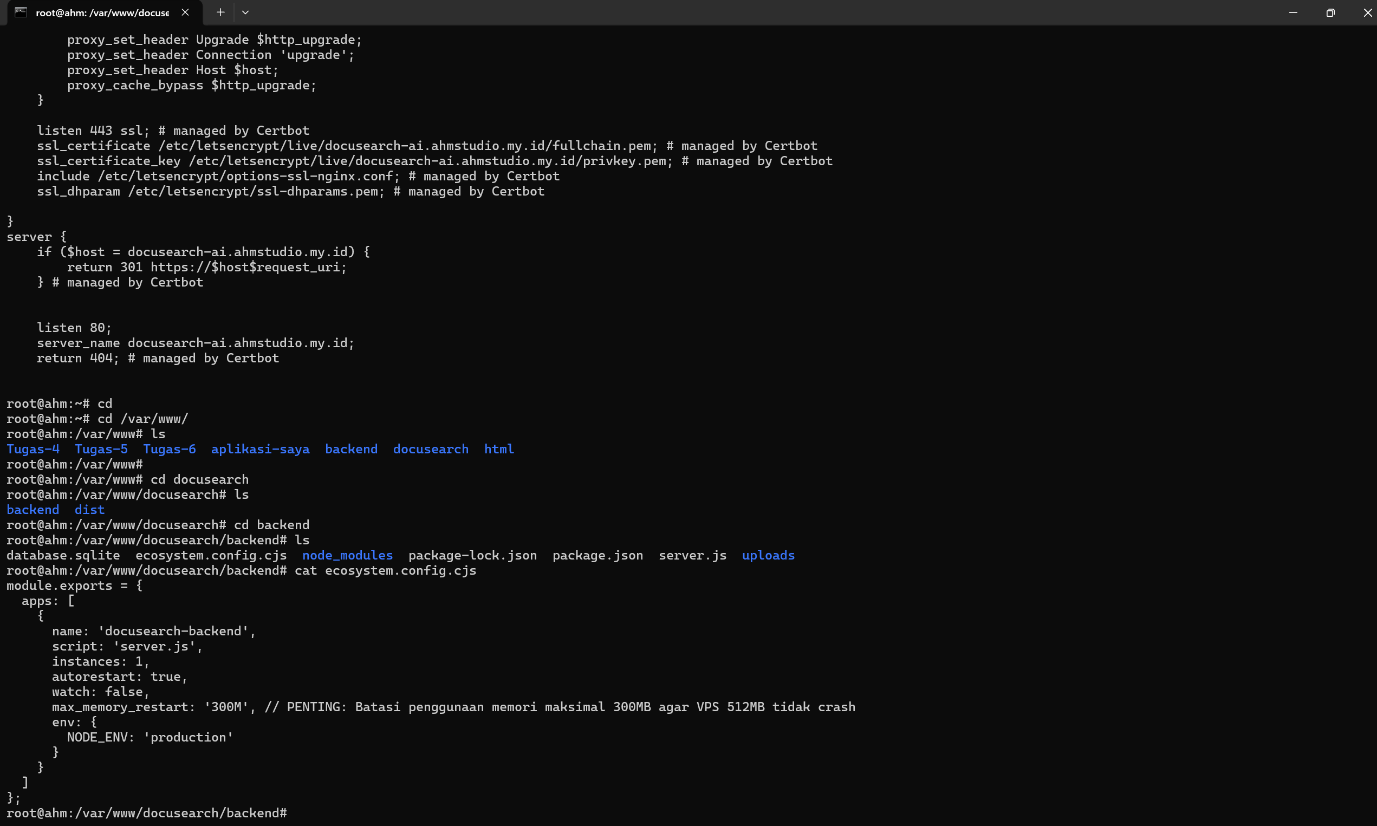 root@ahm: /var/www/docuse
        proxy_set_header Upgrade $http_upgrade;
        proxy_set_header Connection 'upgrade';
        proxy_set_header Host $host;
        proxy_cache_bypass $http_upgrade;
    }

    listen 443 ssl; # managed by Certbot
    ssl_certificate /etc/letsencrypt/live/docusearch-ai.ahmstudio.my.id/fullchain.pem; # managed by Certbot
    ssl_certificate_key /etc/letsencrypt/live/docusearch-ai.ahmstudio.my.id/privkey.pem; # managed by Certbot
    include /etc/letsencrypt/options-ssl-nginx.conf; # managed by Certbot
    ssl_dhparam /etc/letsencrypt/ssl-dhparams.pem; # managed by Certbot

}
server {
    if ($host = docusearch-ai.ahmstudio.my.id) {
        return 301 https://$host$request_uri;
    } # managed by Certbot


    listen 80;
    server_name docusearch-ai.ahmstudio.my.id;
    return 404; # managed by Certbot


root@ahm:~# cd
root@ahm:~# cd /var/www/
root@ahm:/var/www# ls
Tugas-4  Tugas-5  Tugas-6  aplikasi-saya  backend  docusearch  html
root@ahm:/var/www#
root@ahm:/var/www# cd docusearch
root@ahm:/var/www/docusearch# ls
backend  dist
root@ahm:/var/www/docusearch# cd backend
root@ahm:/var/www/docusearch/backend# ls
database.sqlite  ecosystem.config.cjs  node_modules  package-lock.json  package.json  server.js  uploads
root@ahm:/var/www/docusearch/backend# cat ecosystem.config.cjs
module.exports = {
  apps: [
    {
      name: 'docusearch-backend',
      script: 'server.js',
      instances: 1,
      autorestart: true,
      watch: false,
      max_memory_restart: '300M', // PENTING: Batasi penggunaan memori maksimal 300MB agar VPS 512MB tidak crash
      env: {
        NODE_ENV: 'production'
      }
    }
  ]
};
root@ahm:/var/www/docusearch/backend#